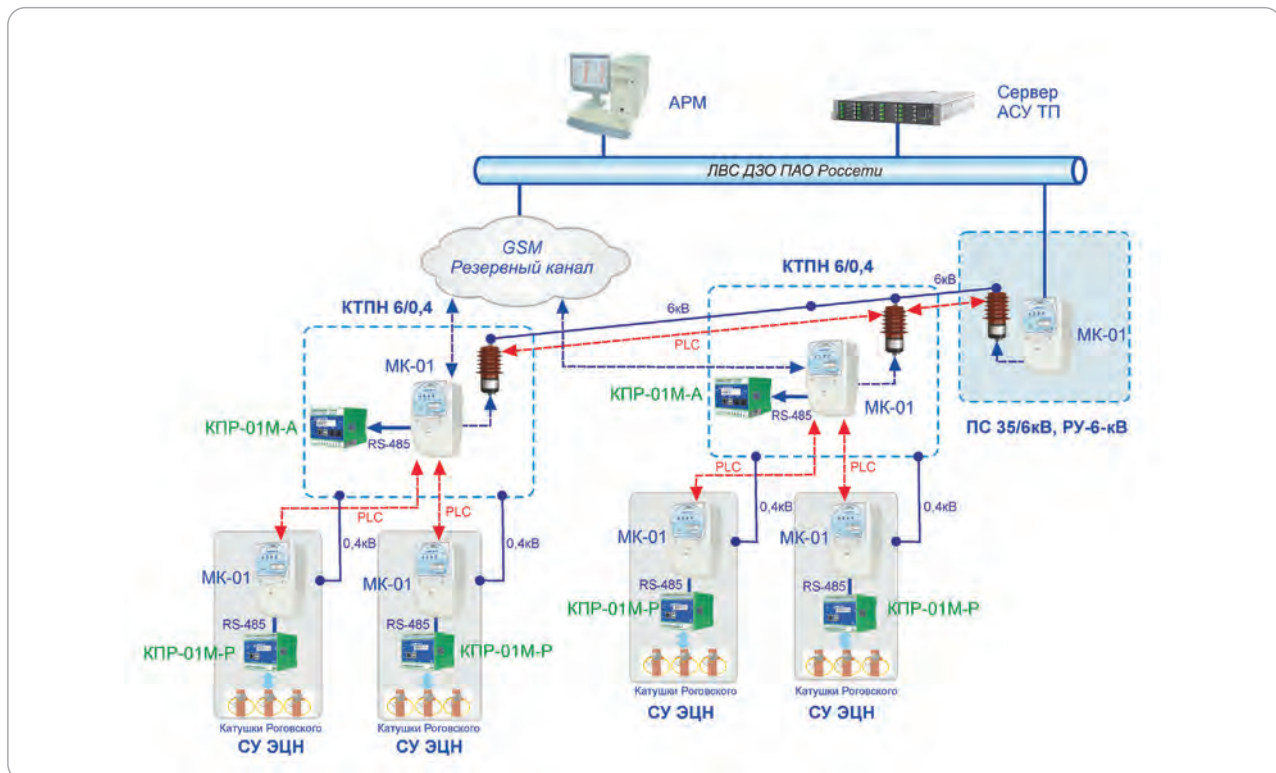 АРМ
Сервер
АСУ ТП
ЛВС ДЗО ПАО Россети
GSM
Резервный канал
КТПН 6/0,4
КТПН 6/0,4
6кВ
6кВ
PLC
МК-01
МК-01
МК-01
КПР-01М-А
RS-485
КПР-01М-А
RS-485
ПС 35/6кВ, РУ-6-кВ
PLC
PLC
0,4кВ
0,4кВ
МК-01
МК-01
RS-485
RS-485
КПР-01М-Р
КПР-01М-Р
Катушки Роговского
Катушки Роговского
СУ ЭЦН
СУ ЭЦН
PLC
PLC
0,4кВ
0,4кВ
МК-01
МК-01
RS-485
RS-485
КПР-01М-Р
КПР-01М-Р
Катушки Роговского
Катушки Роговского
СУ ЭЦН
СУ ЭЦН